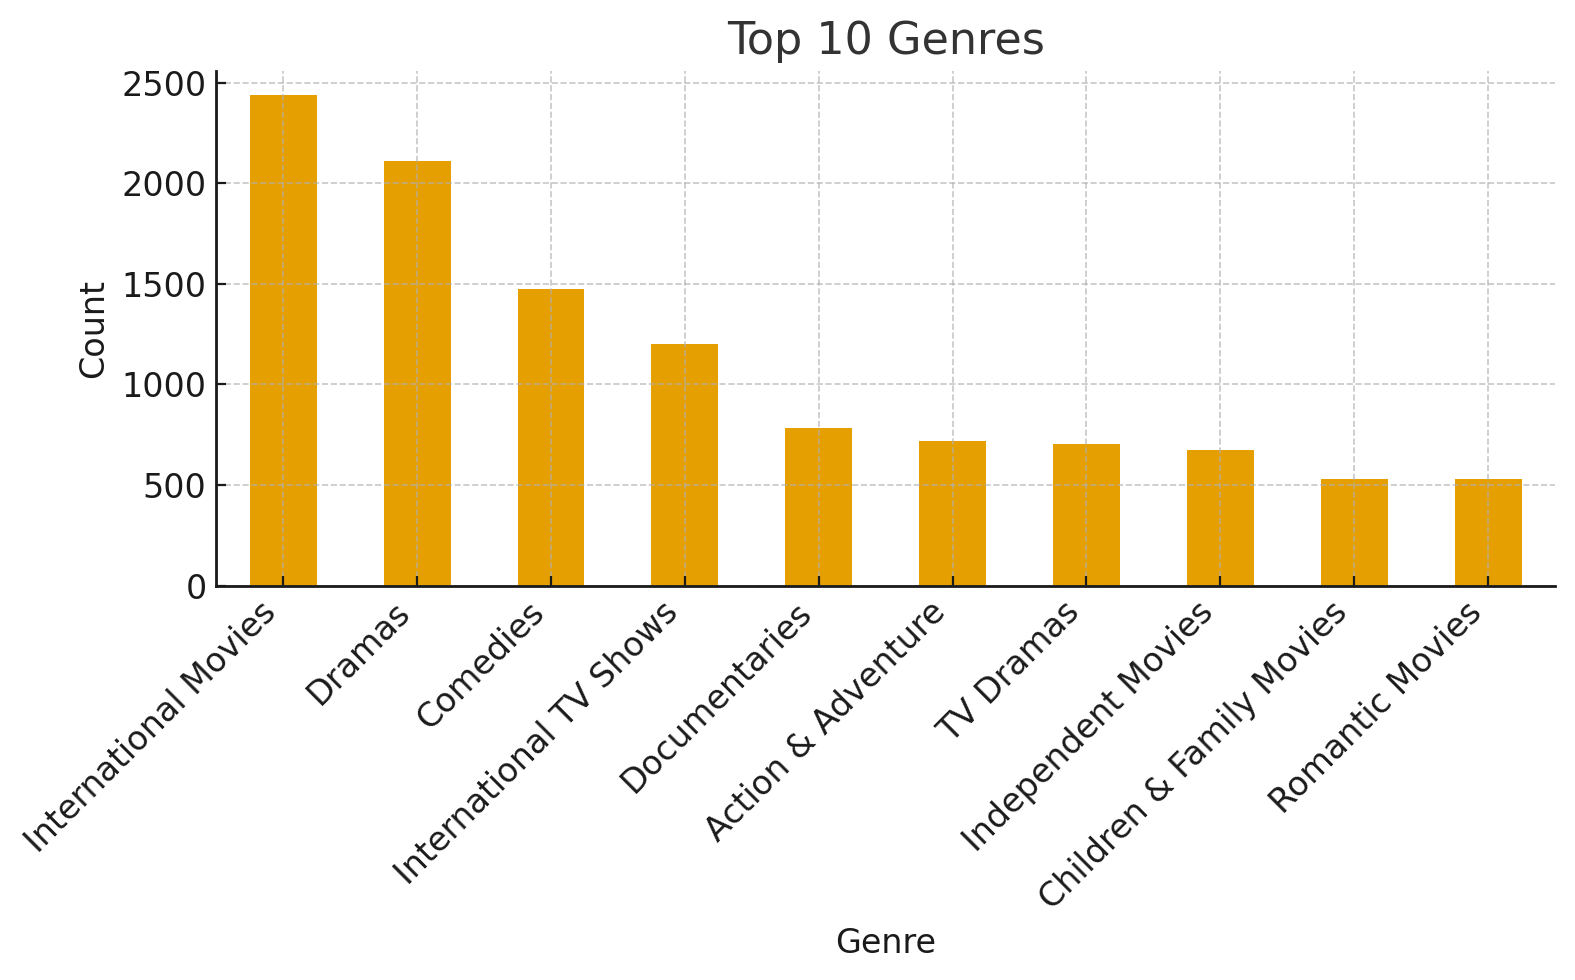 Top 10 Genres
2500
2000
1500
1000
500
0
Count
International Movies
Dramas
Comedies
International TV Shows
Documentaries
Action & Adventure
TV Dramas
Independent Movies
Children & Family Movies
Romantic Movies
Genre